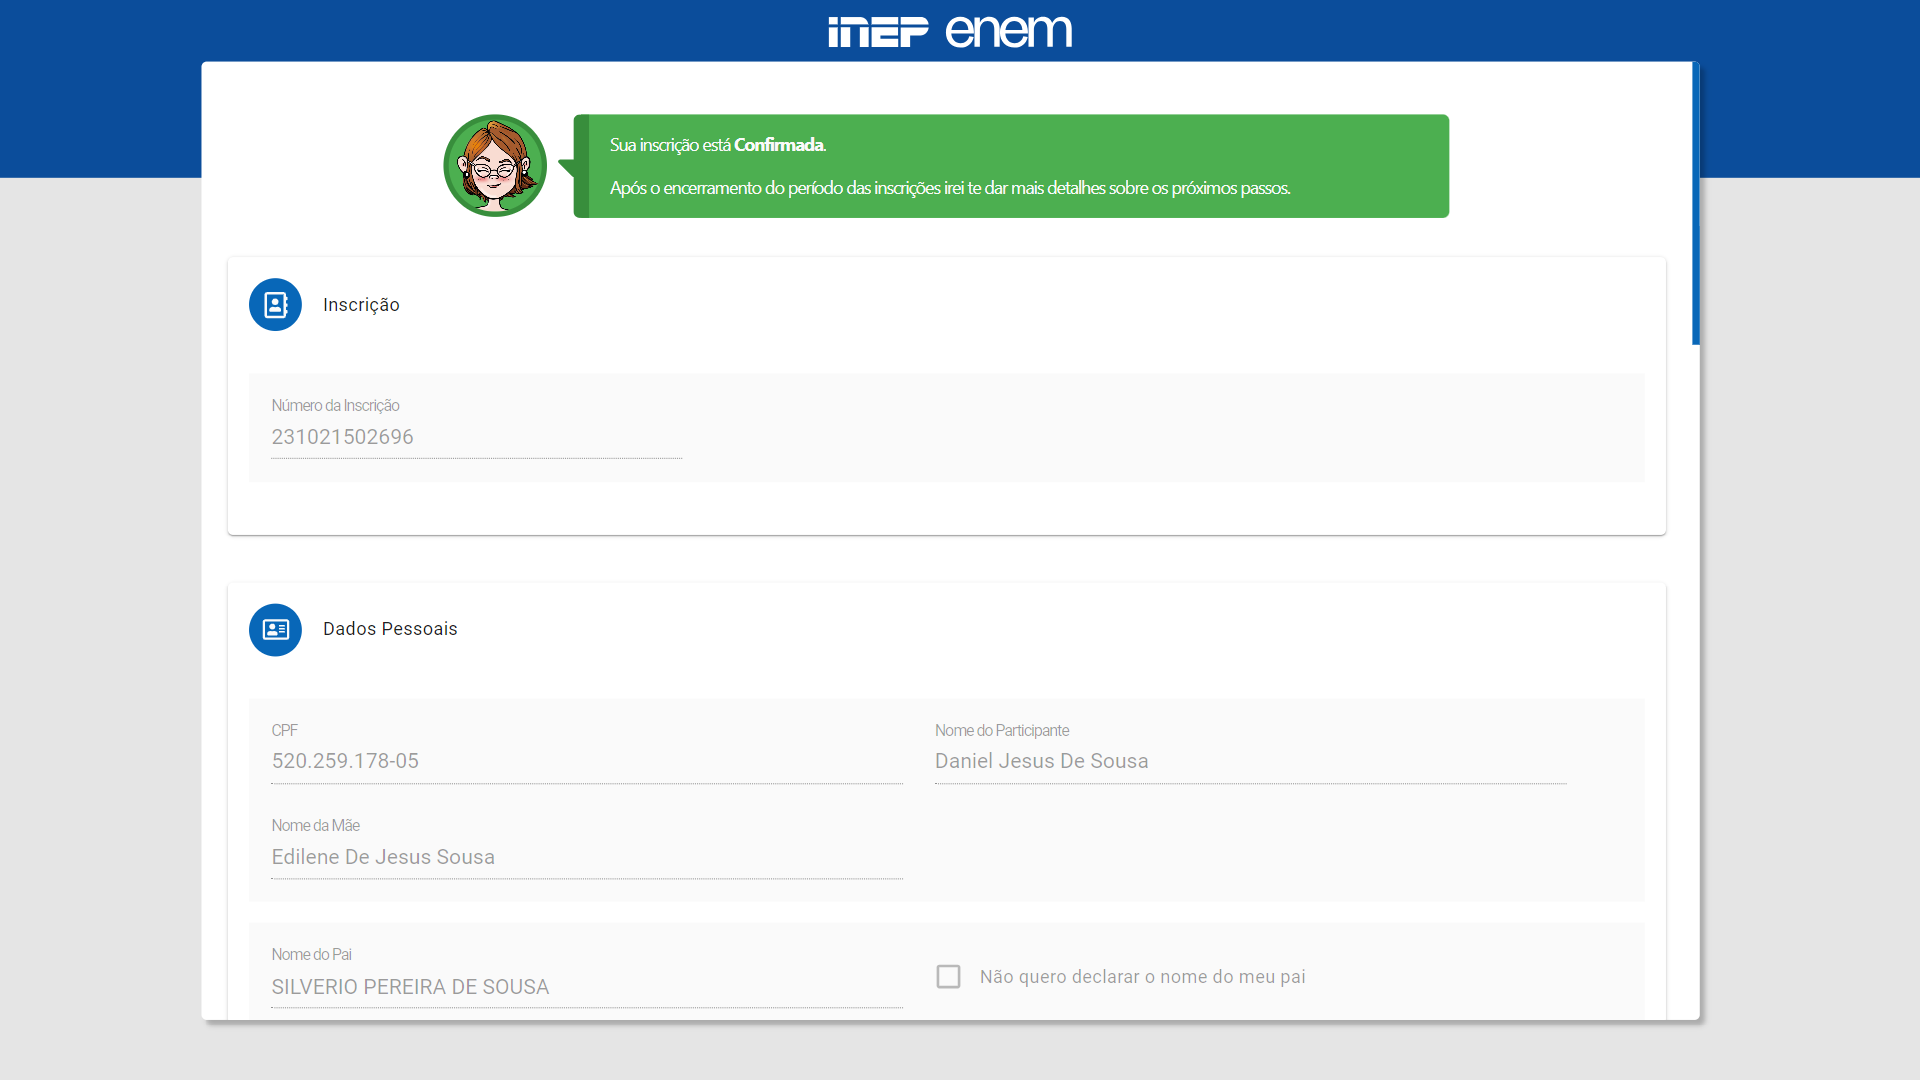 INEP enem
Sua inscrição está Confirmada.
Após o encerramento do período das inscrições irei te dar mais detalhes sobre os próximos passos.
Inscrição
Número da Inscrição
231021502696
Dados Pessoais
CPF
520.259.178-05
Nome do Participante
Daniel Jesus De Sousa
Nome da Mãe
Edilene De Jesus Sousa
Nome do Pai
SILVERIO PEREIRA DE SOUSA
Não quero declarar o nome do meu pai